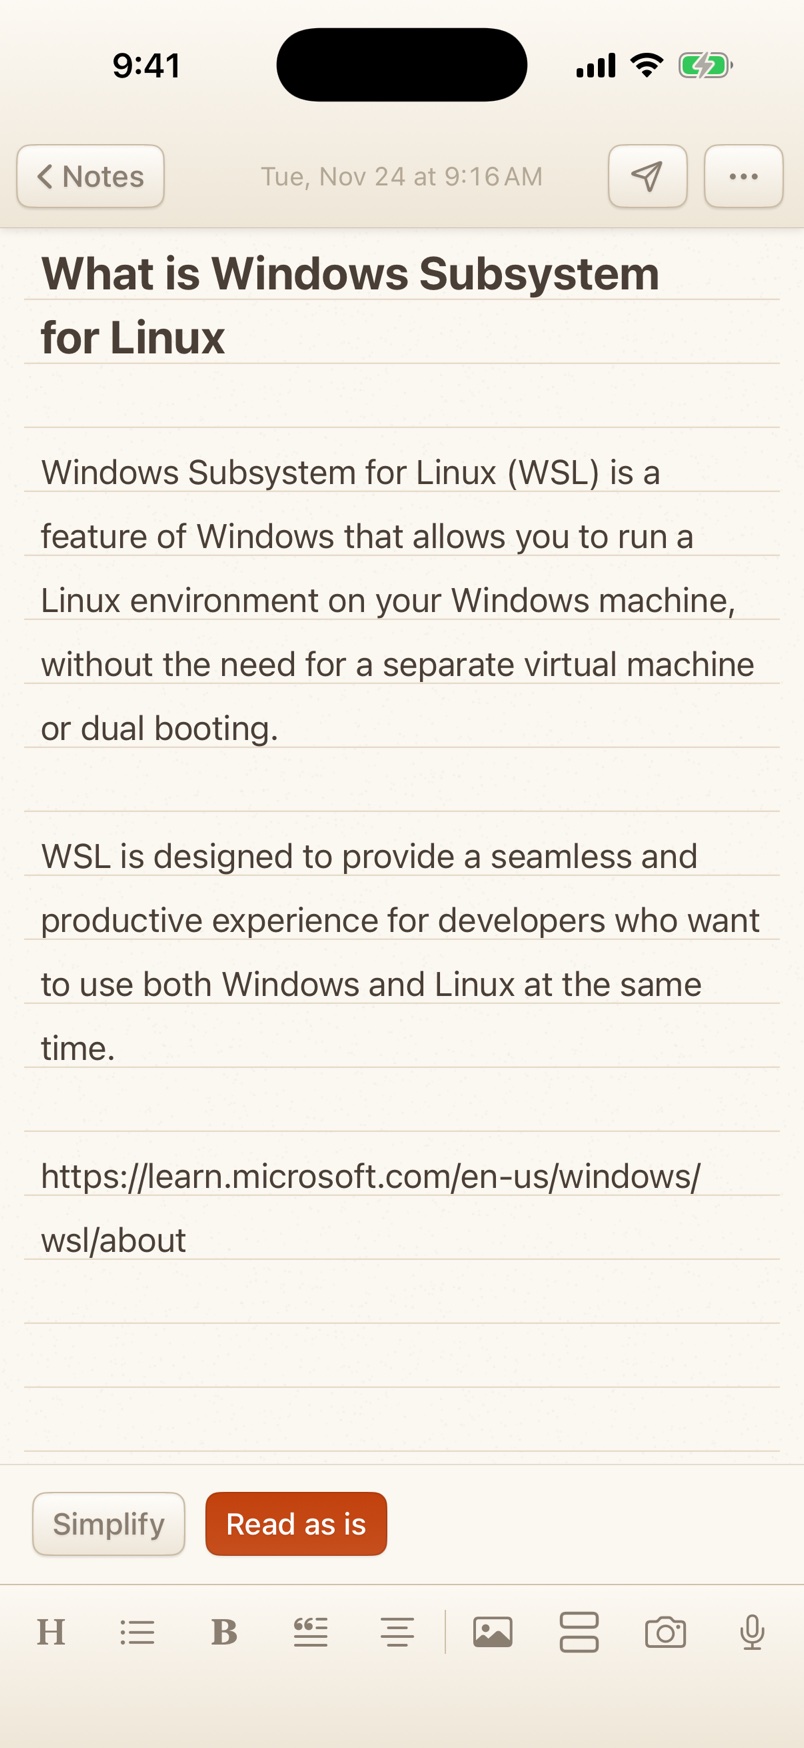 9:41
Notes
Tue, Nov 24 at 9:16 AM
What is Windows Subsystem
for Linux
Windows Subsystem for Linux (WSL) is a
feature of Windows that allows you to run a
Linux environment on your Windows machine,
without the need for a separate virtual machine
or dual booting.
WSL is designed to provide a seamless and
productive experience for developers who want
to use both Windows and Linux at the same
time.
https://learn.microsoft.com/en-us/windows/
wsl/about
Simplify
Read as is
H
B